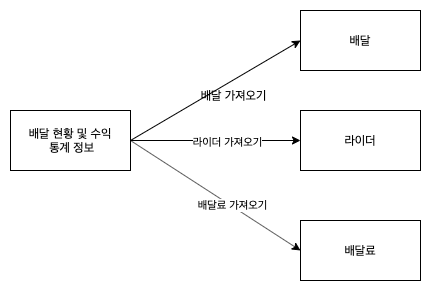 배달
배달 가져오기
배달 현황 및 수익
통계 정보
라이더 가져오기
라이더
배달료 가져오기
배달료